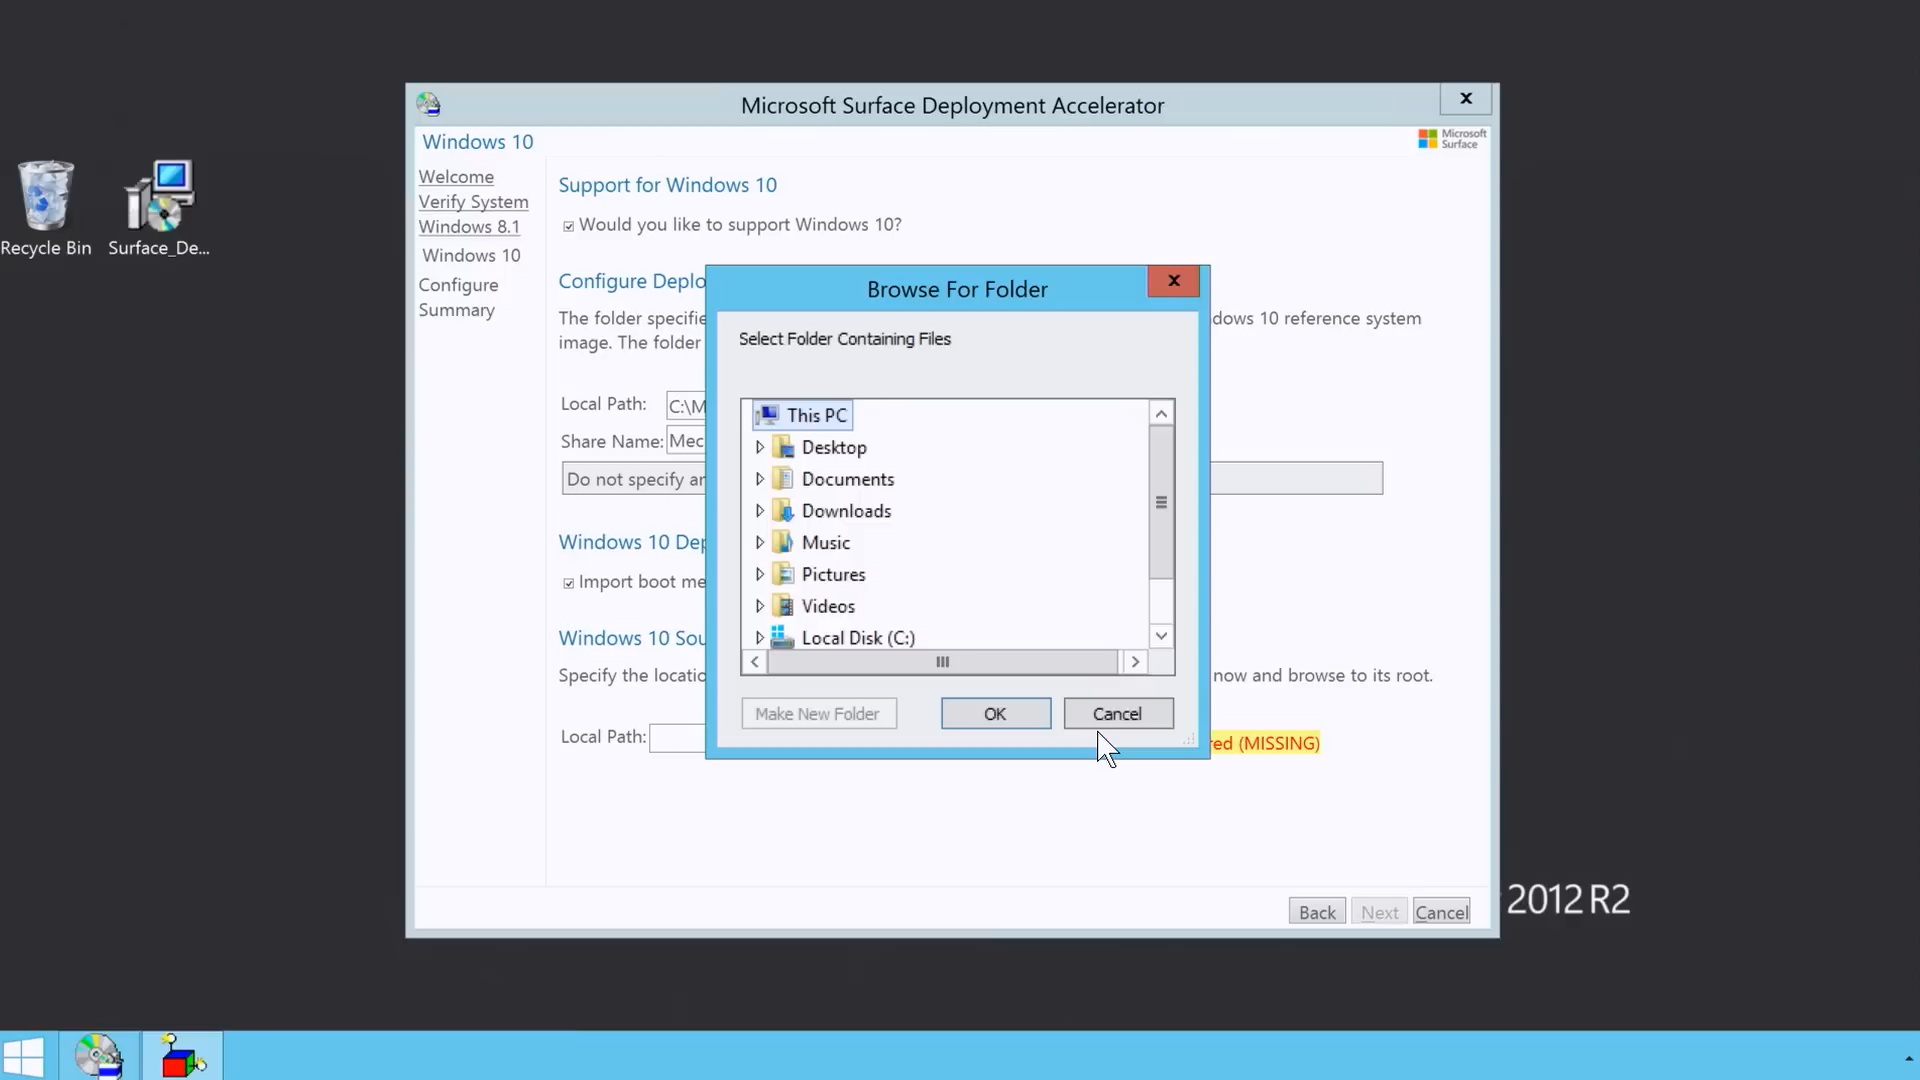 Microsoft Surface Deployment Accelerator
x
Windows 10
Microsoft
Surface
Welcome
Verify System
Windows 8.1
Windows 10
Configure
Summary
Support for Windows 10
Would you like to support Windows 10?
Configure Deplo
The folder specifie
dows 10 reference system
image. The folder
Local Path: C:\M
Share Name: Mec
Do not specify ar
Windows 10 Dep
Import boot me
Windows 10 Sou
Specify the locatio
now and browse to its root.
Local Path:
red (MISSING)
Back Next Cancel
Browse For Folder
x
Select Folder Containing Files
This PC
Desktop
Documents
Downloads
Music
Pictures
Videos
Local Disk (C:)
Make New Folder OK Cancel
Recycle Bin
Surface_De...
2012 R2